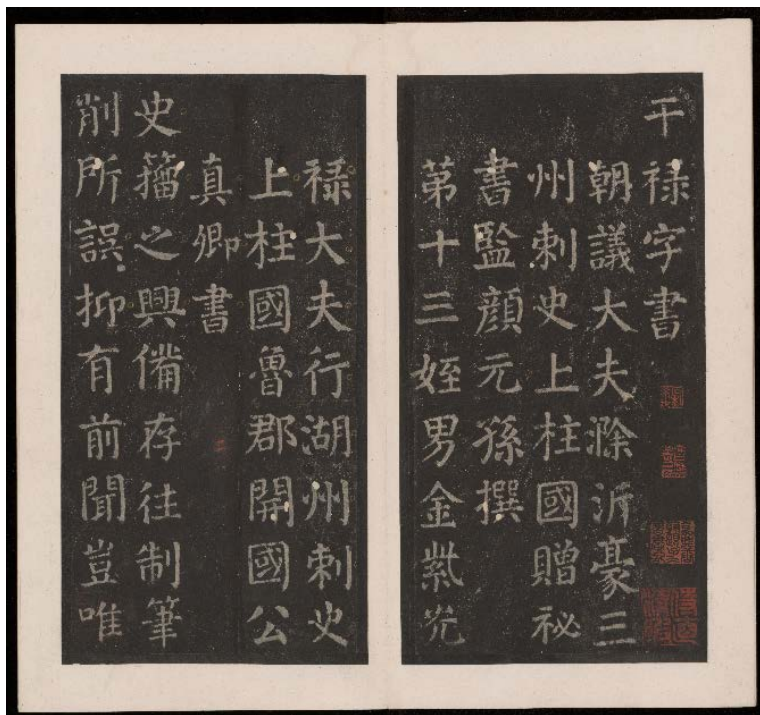 干禄字書
朝議大夫滁沂豪三
州刺史上柱國贈祕
書監顔元孫撰
第十三姪男金紫光
禄大夫行湖州刺史
上柱國魯郡開國公
真卿書
史籀之興備存往制筆
削所誤抑有前聞豈唯